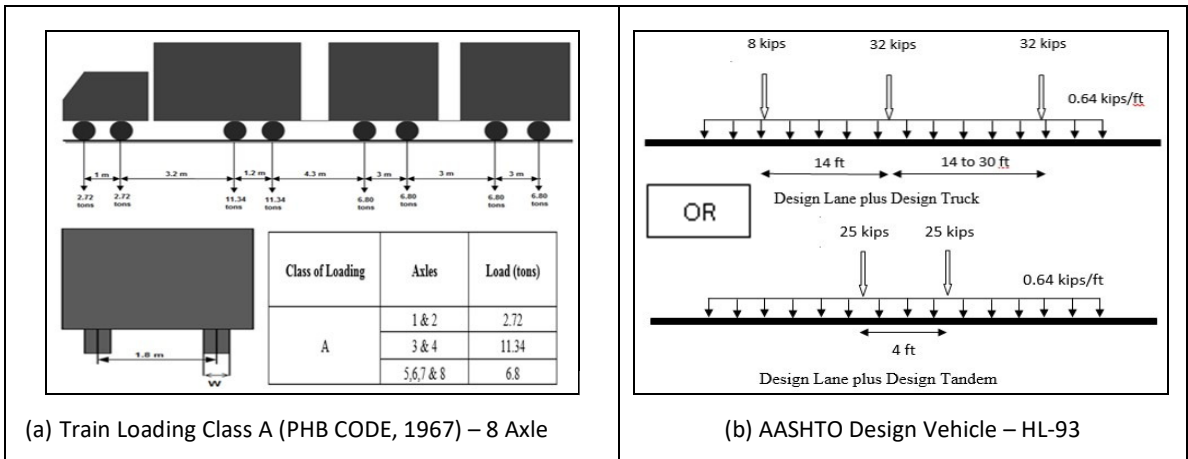 1 m
3.2 m
1.2 m
4.3 m
3 m
3 m
3 m
2.72 tons
2.72 tons
11.34 tons
11.34 tons
6.80 tons
6.80 tons
6.80 tons
6.80 tons
1.8 m
W
Class of Loading Axles Load (tons)
A
1 & 2 2.72
3 & 4 11.34
5,6,7 & 8 6.8
(a) Train Loading Class A (PHB CODE, 1967) – 8 Axle
8 kips 32 kips 32 kips
0.64 kips/ft
14 ft 14 to 30 ft
Design Lane plus Design Truck
OR
25 kips 25 kips
0.64 kips/ft
4 ft
Design Lane plus Design Tandem
(b) AASHTO Design Vehicle – HL-93